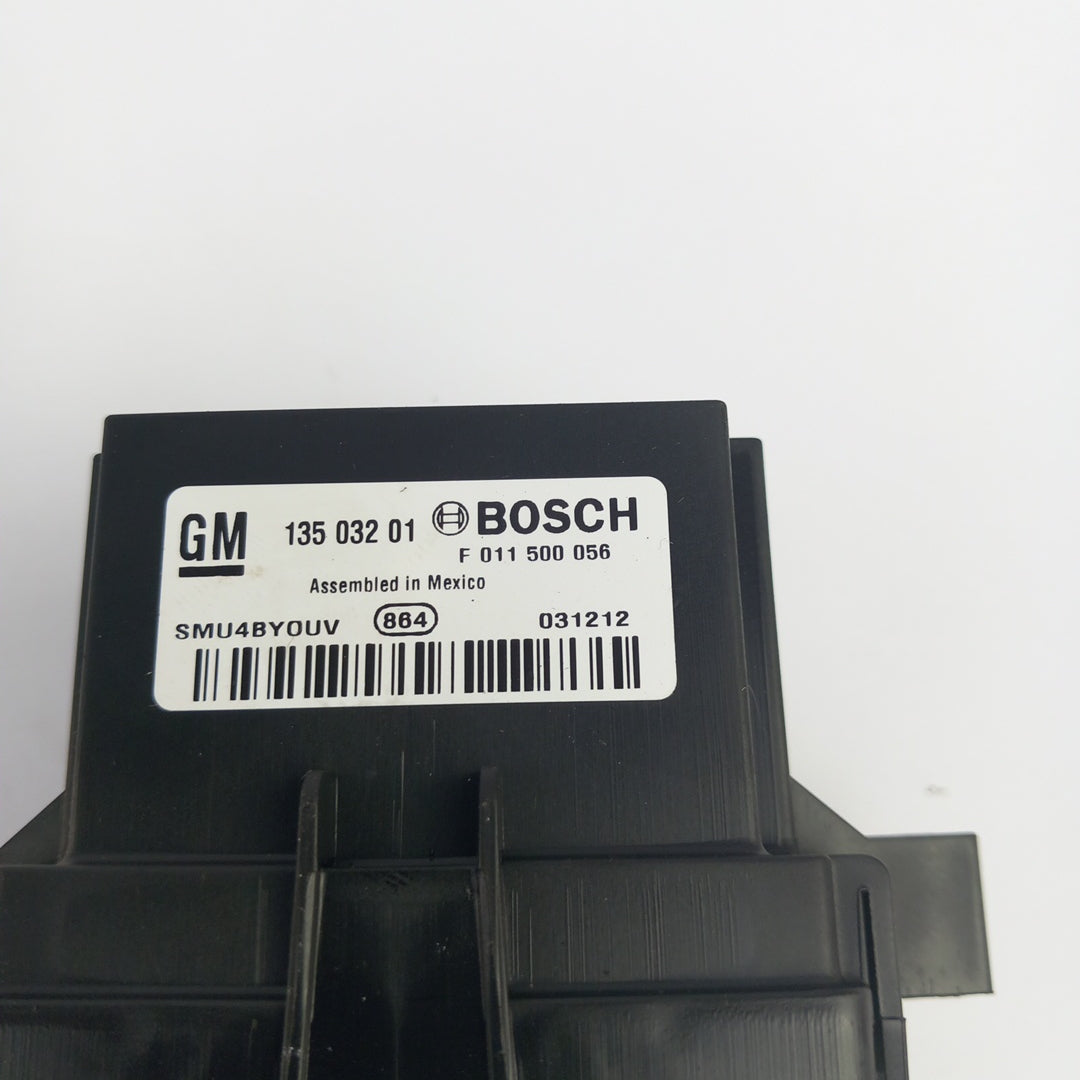 GM 135 032 01 BOSCH
F 011 500 056
Assembled in Mexico
SMU4BY0UV 864 031212